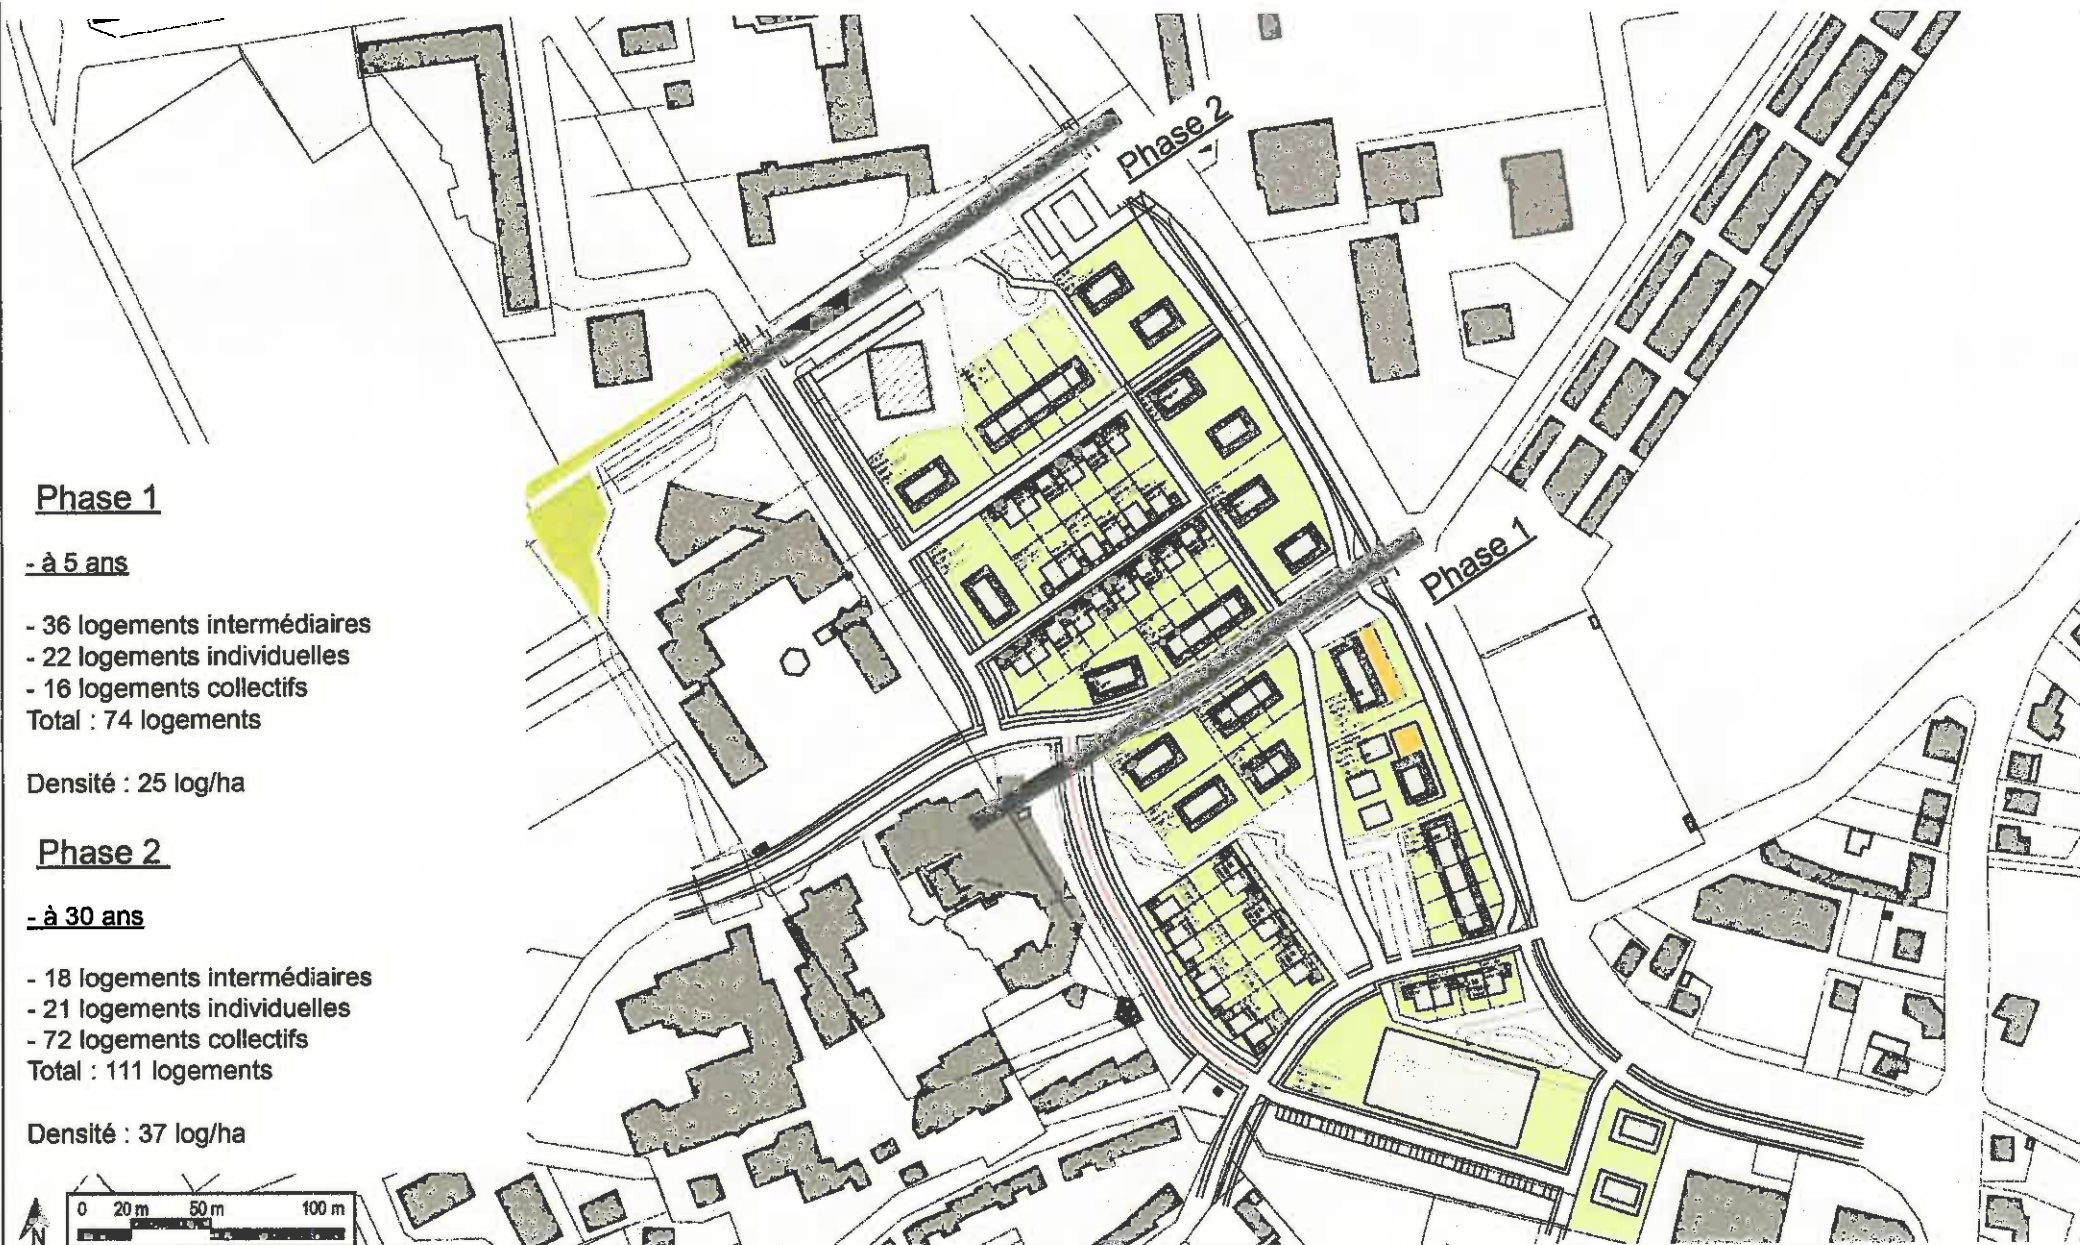 Phase 2
Phase 1
Phase 1
- à 5 ans
- 36 logements intermédiaires
- 22 logements individuelles
- 16 logements collectifs
Total : 74 logements
Densité : 25 log/ha
Phase 2
- à 30 ans
- 18 logements intermédiaires
- 21 logements individuelles
- 72 logements collectifs
Total : 111 logements
Densité : 37 log/ha
0 20 m 50 m 100 m
N